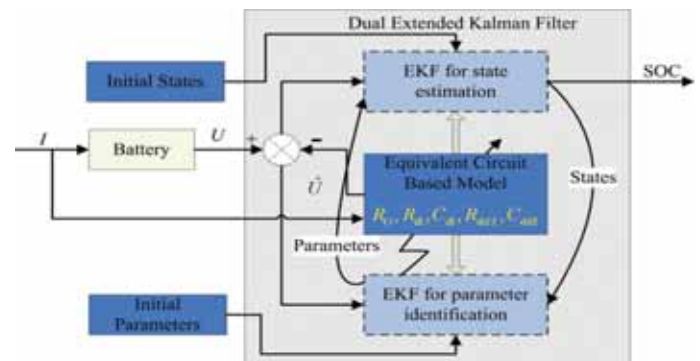 Dual Extended Kalman Filter
Initial States
EKF for state
estimation
SOC
I
Battery
U
+
-
Û
Equivalent Circuit
Based Model
States
Parameters
Initial
Parameters
EKF for parameter
identification